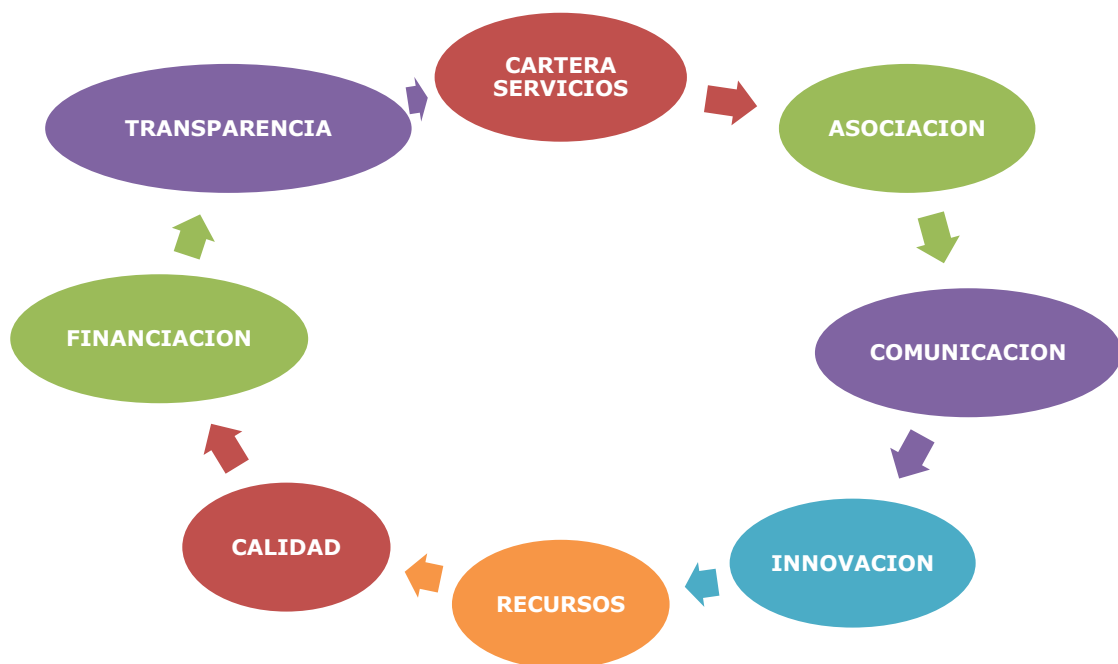 CARTERA
SERVICIOS
ASOCIACION
COMUNICACION
INNOVACION
RECURSOS
CALIDAD
FINANCIACION
TRANSPARENCIA